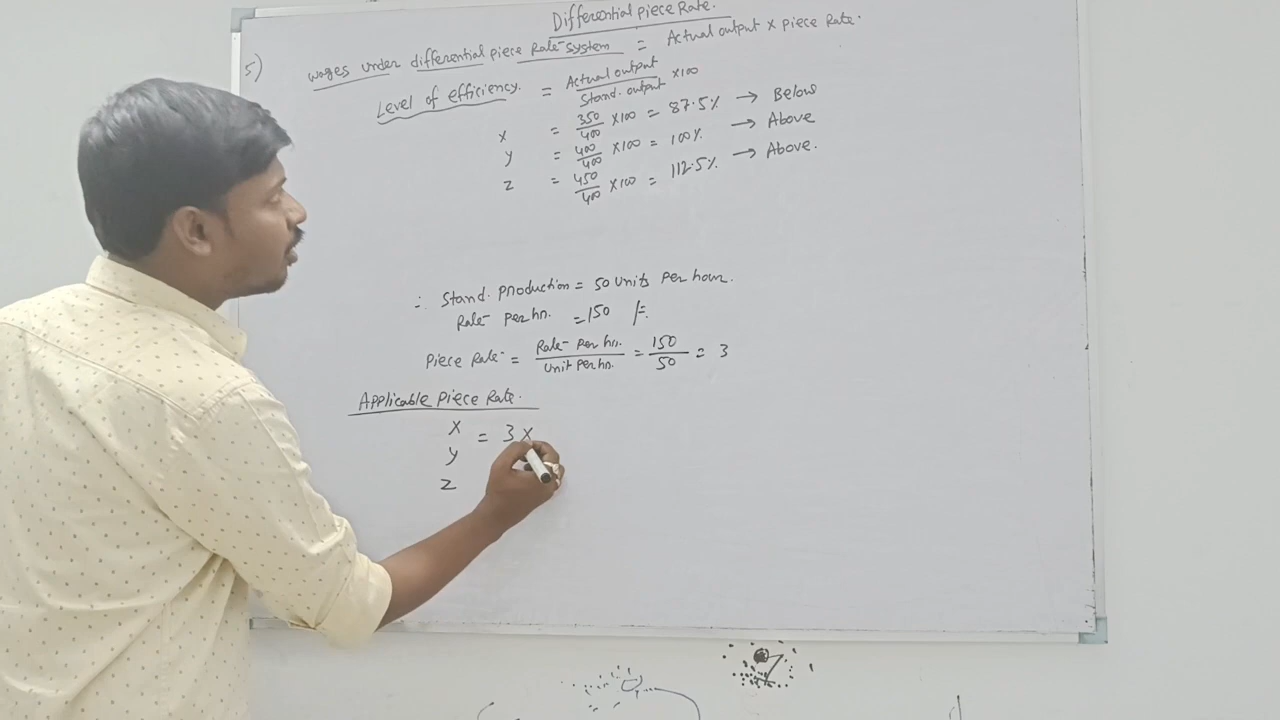 Differential piece Rate.
5) wages under differential piece Rate system = Actual output x piece Rate.
Level of efficiency. = Actual output / Stand. output x100
x = 350/400 x100 = 87.5% → Below
y = 400/400 x100 = 100% → Above
z = 450/400 x100 = 112.5% → Above.
∴ Stand. production = 50 units per hour.
Rate per hr. = 150 /-.
piece Rate = Rate per hr. / unit per hr. = 150/50 = 3
Applicable piece Rate.
x = 3 x
y
z